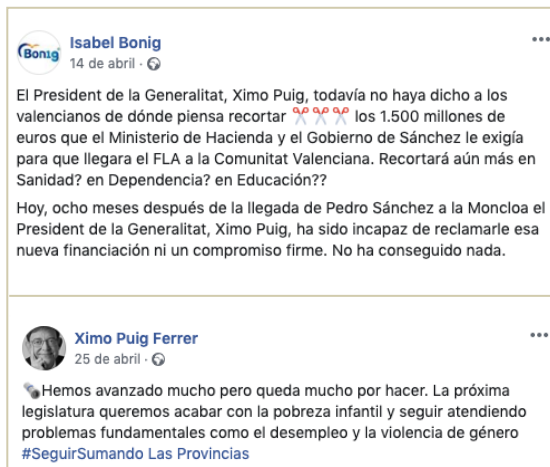 Bonig
Isabel Bonig
14 de abril ·
El President de la Generalitat, Ximo Puig, todavía no haya dicho a los
valencianos de dónde piensa recortar ✂️✂️✂️ los 1.500 millones de
euros que el Ministerio de Hacienda y el Gobierno de Sánchez le exigía
para que llegara el FLA a la Comunitat Valenciana. Recortará aún más en
Sanidad? en Dependencia? en Educación??
Hoy, ocho meses después de la llegada de Pedro Sánchez a la Moncloa el
President de la Generalitat, Ximo Puig, ha sido incapaz de reclamarle esa
nueva financiación ni un compromiso firme. No ha conseguido nada.
Ximo Puig Ferrer
25 de abril ·
🗞️Hemos avanzado mucho pero queda mucho por hacer. La próxima
legislatura queremos acabar con la pobreza infantil y seguir atendiendo
problemas fundamentales como el desempleo y la violencia de género
#SeguirSumando Las Provincias